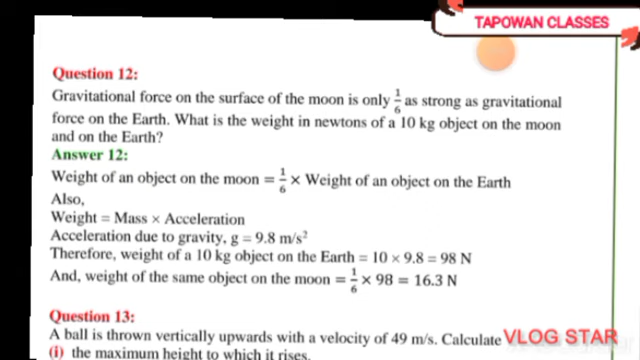 TAPOWAN CLASSES
Question 12:
Gravitational force on the surface of the moon is only 1/6 as strong as gravitational
force on the Earth. What is the weight in newtons of a 10 kg object on the moon
and on the Earth?
Answer 12:
Weight of an object on the moon = 1/6 × Weight of an object on the Earth
Also,
Weight = Mass × Acceleration
Acceleration due to gravity, g = 9.8 m/s²
Therefore, weight of a 10 kg object on the Earth = 10 × 9.8 = 98 N
And, weight of the same object on the moon = 1/6 × 98 = 16.3 N
Question 13:
A ball is thrown vertically upwards with a velocity of 49 m/s. Calculate
VLOG STAR
(i) the maximum height to which it rises.